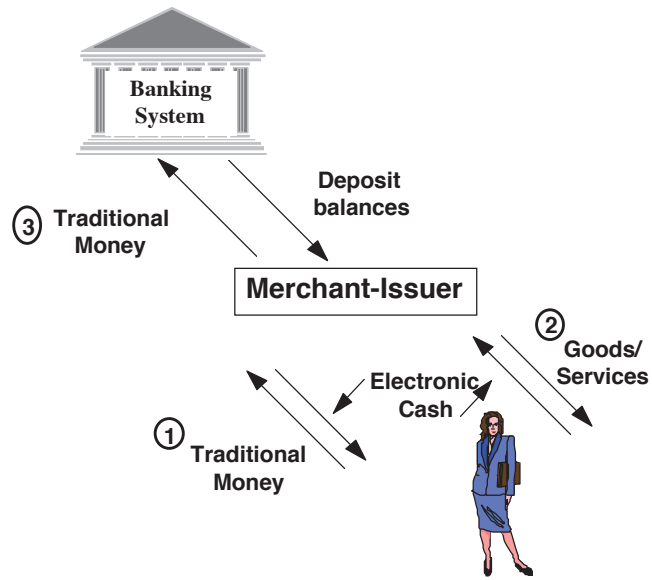 Banking
System
Deposit
balances
3 Traditional
Money
Merchant-Issuer
2
Goods/
Services
Electronic
Cash
1
Traditional
Money